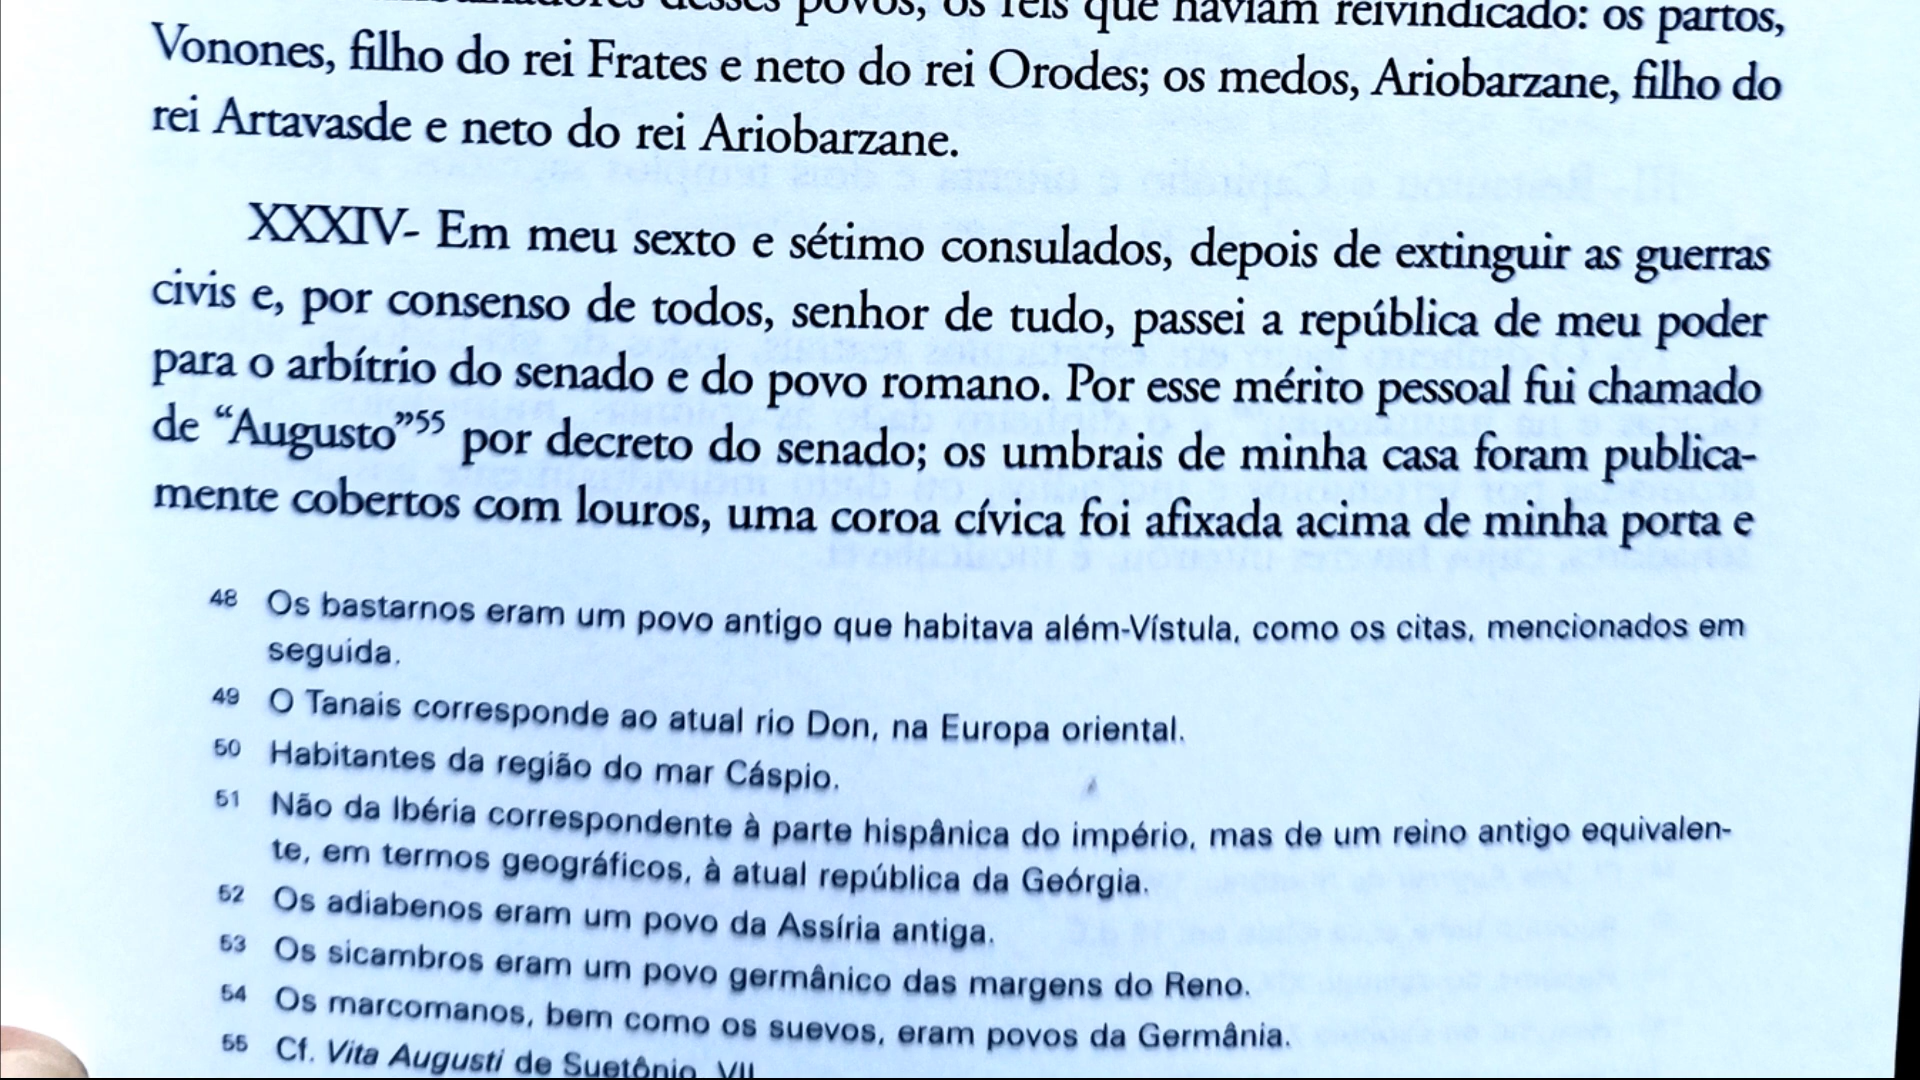 desses povos, os reis que haviam reivindicado: os partos,
Vonones, filho do rei Frates e neto do rei Orodes; os medos, Ariobarzane, filho do
rei Artavasde e neto do rei Ariobarzane.
XXXIV- Em meu sexto e sétimo consulados, depois de extinguir as guerras
civis e, por consenso de todos, senhor de tudo, passei a república de meu poder
para o arbítrio do senado e do povo romano. Por esse mérito pessoal fui chamado
de “Augusto”55 por decreto do senado; os umbrais de minha casa foram publica-
mente cobertos com louros, uma coroa cívica foi afixada acima de minha porta e
48 Os bastarnos eram um povo antigo que habitava além-Vístula, como os citas, mencionados em
seguida.
49 O Tanais corresponde ao atual rio Don, na Europa oriental.
50 Habitantes da região do mar Cáspio.
51 Não da Ibéria correspondente à parte hispânica do império, mas de um reino antigo equivalen-
te, em termos geográficos, à atual república da Geórgia.
52 Os adiabenos eram um povo da Assíria antiga.
53 Os sicambros eram um povo germânico das margens do Reno.
54 Os marcomanos, bem como os suevos, eram povos da Germânia.
55 Cf. Vita Augusti de Suetônio, VII